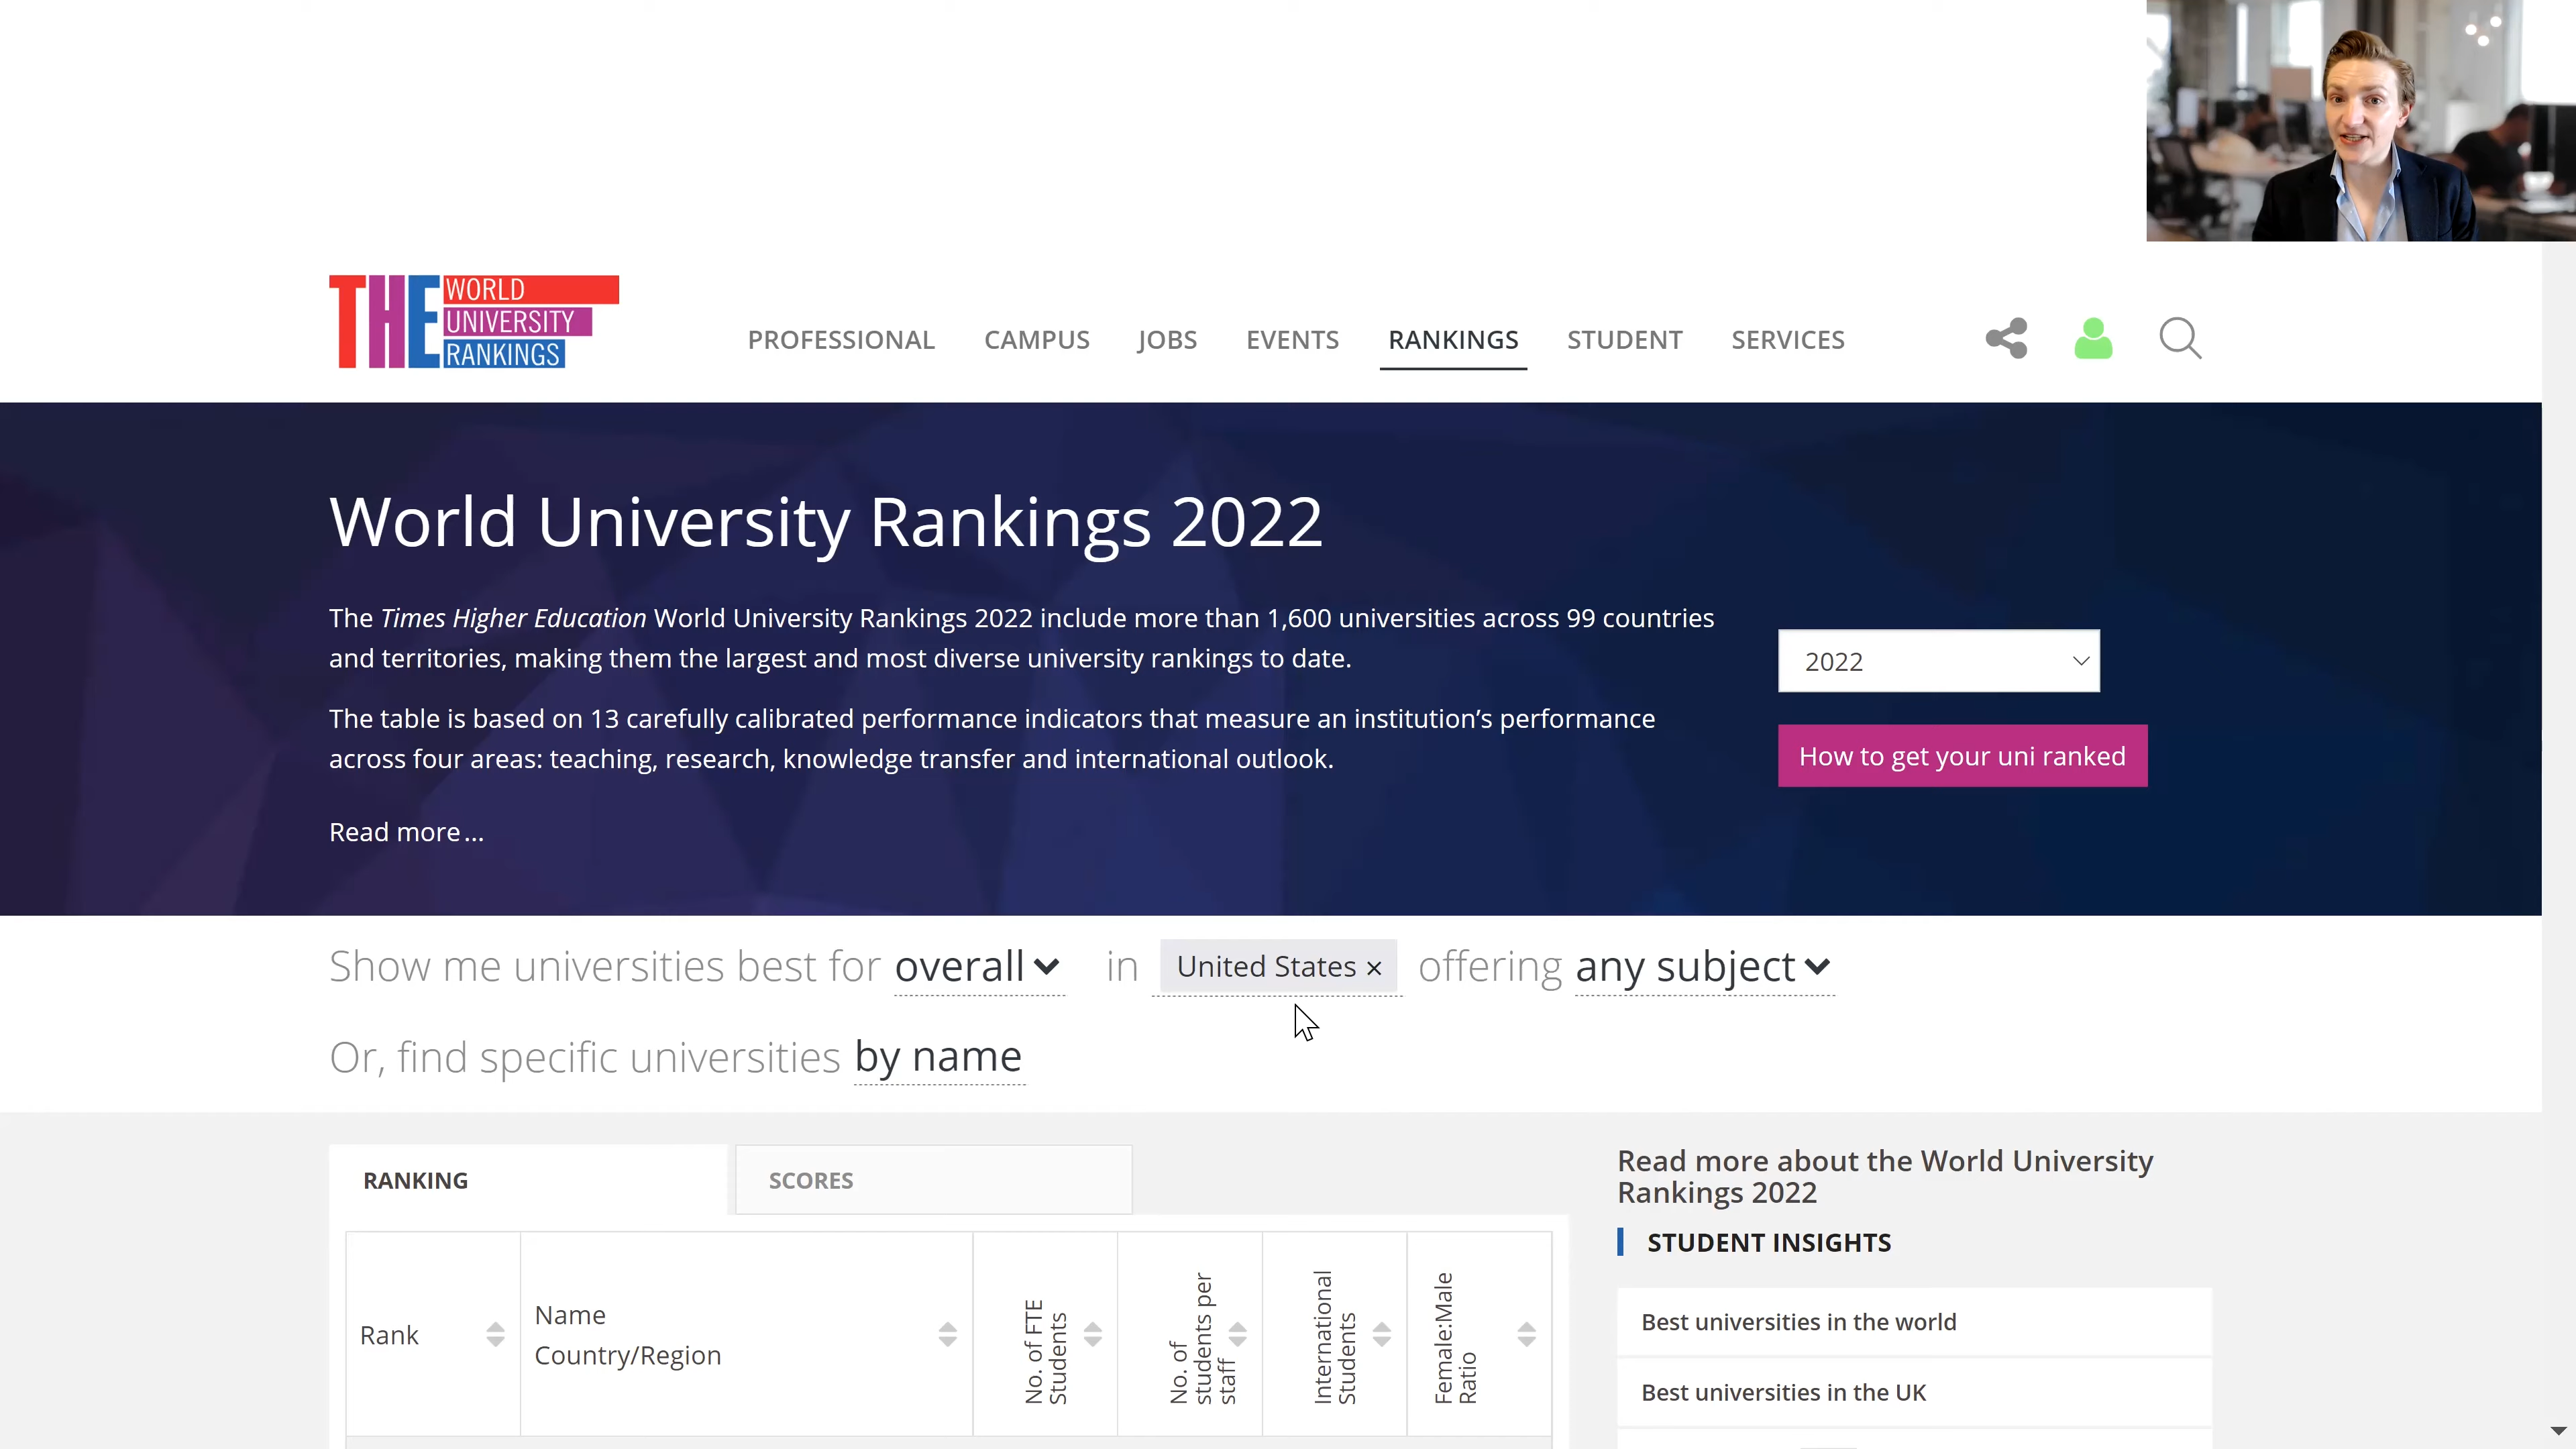 THE WORLD UNIVERSITY RANKINGS
PROFESSIONAL CAMPUS JOBS EVENTS RANKINGS STUDENT SERVICES
World University Rankings 2022
The Times Higher Education World University Rankings 2022 include more than 1,600 universities across 99 countries
and territories, making them the largest and most diverse university rankings to date.
The table is based on 13 carefully calibrated performance indicators that measure an institution’s performance
across four areas: teaching, research, knowledge transfer and international outlook.
Read more ...
2022
How to get your uni ranked
Show me universities best for overall in United States × offering any subject
Or, find specific universities by name
RANKING
SCORES
Rank
Name
Country/Region
No. of FTE
Students
No. of
students per
staff
International
Students
Female:Male
Ratio
Read more about the World University
Rankings 2022
STUDENT INSIGHTS
Best universities in the world
Best universities in the UK